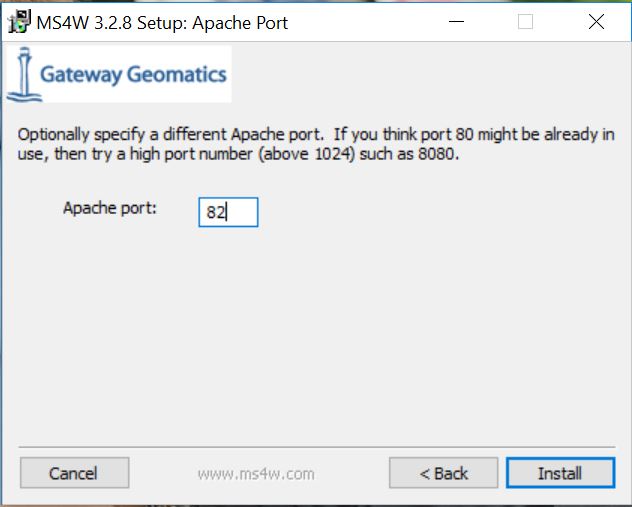 MS4W 3.2.8 Setup: Apache Port
Gateway Geomatics
Optionally specify a different Apache port. If you think port 80 might be already in
use, then try a high port number (above 1024) such as 8080.
Apache port: 82
Cancel www.ms4w.com < Back Install